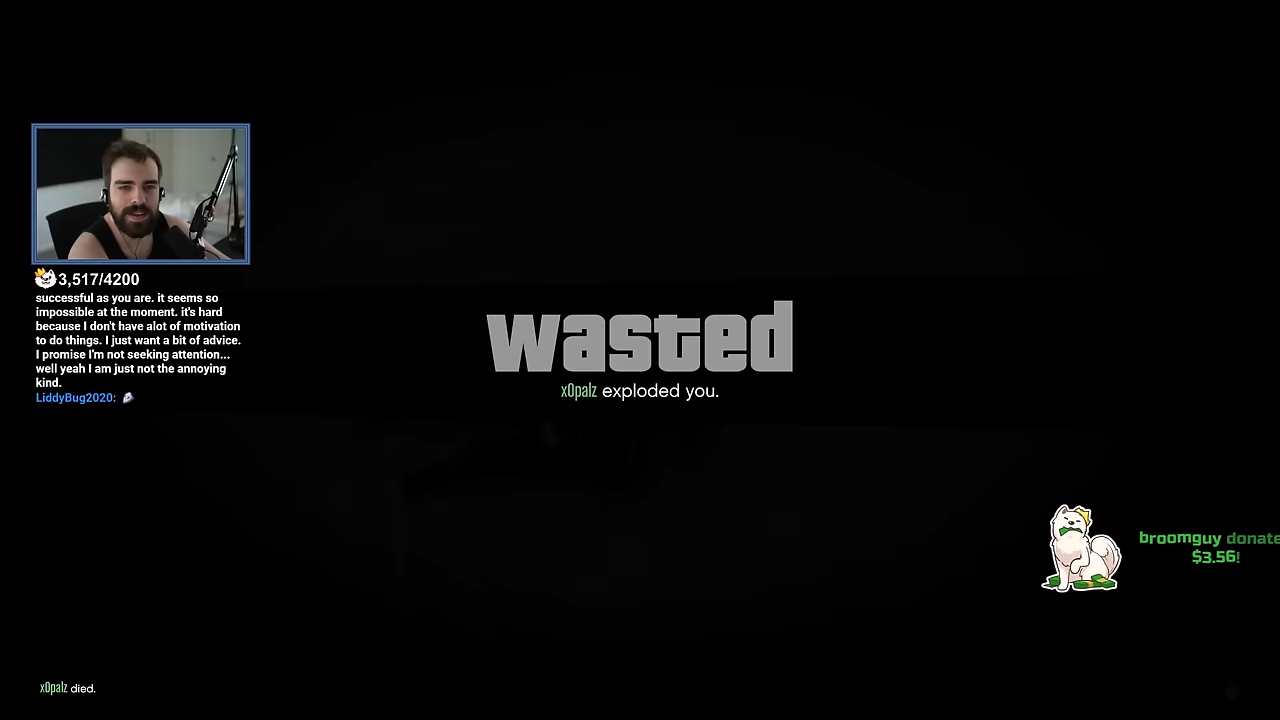 3,517/4200
successful as you are. it seems so
impossible at the moment. it's hard
because I don't have alot of motivation
to do things. I just want a bit of advice.
I promise I'm not seeking attention...
well yeah I am just not the annoying
kind.
LiddyBug2020:
wasted
x0palz exploded you.
broomguy donate
$3.56!
x0palz died.